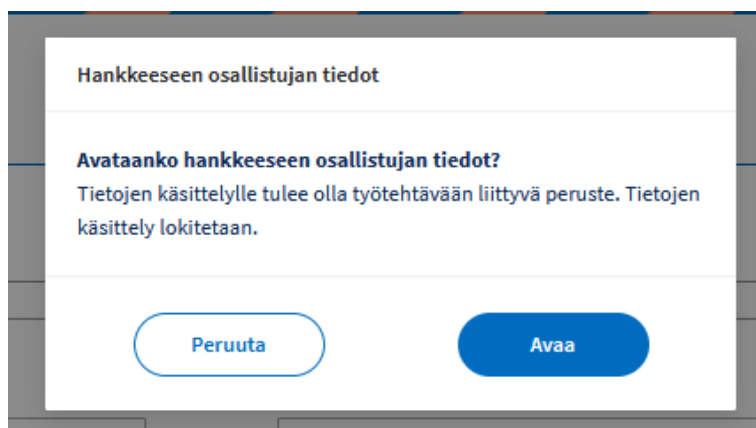 Hankkeeseen osallistujan tiedot
Avataanko hankkeeseen osallistujan tiedot?
Tietojen käsittelylle tulee olla työtehtävään liittyvä peruste. Tietojen
käsittely lokitetaan.
Peruuta
Avaa